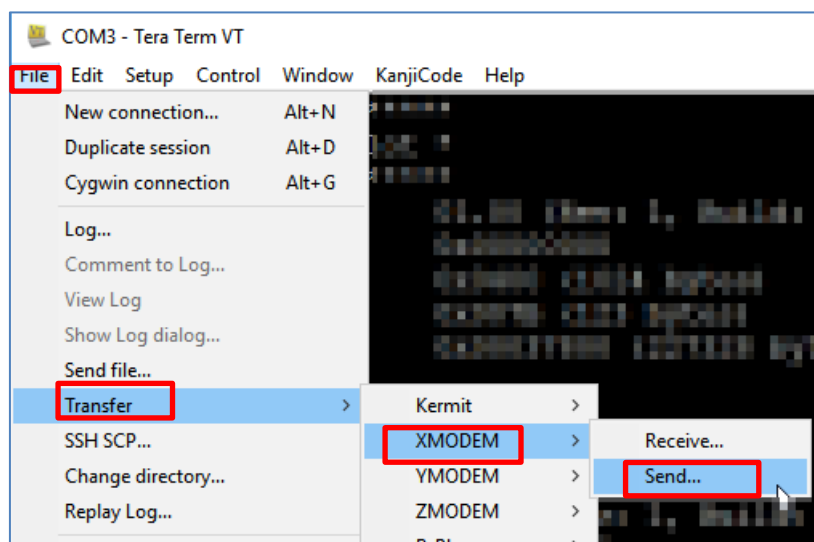 COM3 - Tera Term VT
File Edit Setup Control Window KanjiCode Help
New connection... Alt+N
Duplicate session Alt+D
Cygwin connection Alt+G
Log...
Comment to Log...
View Log
Show Log dialog...
Send file...
Transfer >
SSH SCP...
Change directory...
Replay Log...
Kermit >
XMODEM >
YMODEM >
ZMODEM >
Receive...
Send...